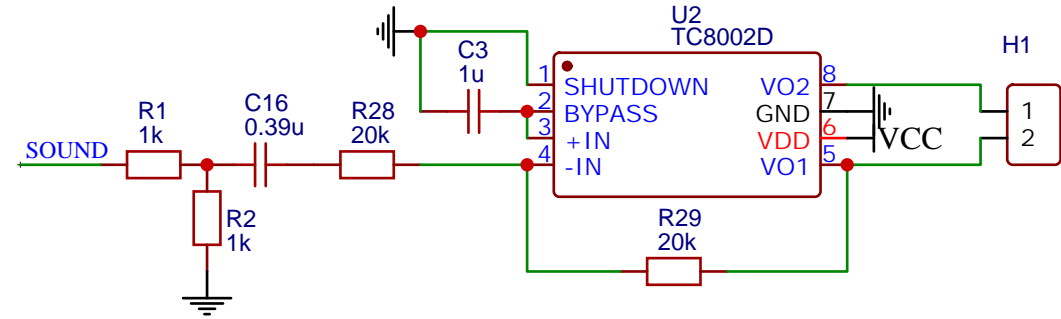 U2
TC8002D
H1
C3
1u
1
SHUTDOWN
VO2
8
2
BYPASS
GND
7
3
+IN
VDD
6
VCC
4
-IN
VO1
5
1
2
R1
1k
C16
0.39u
R28
20k
SOUND
R2
1k
R29
20k